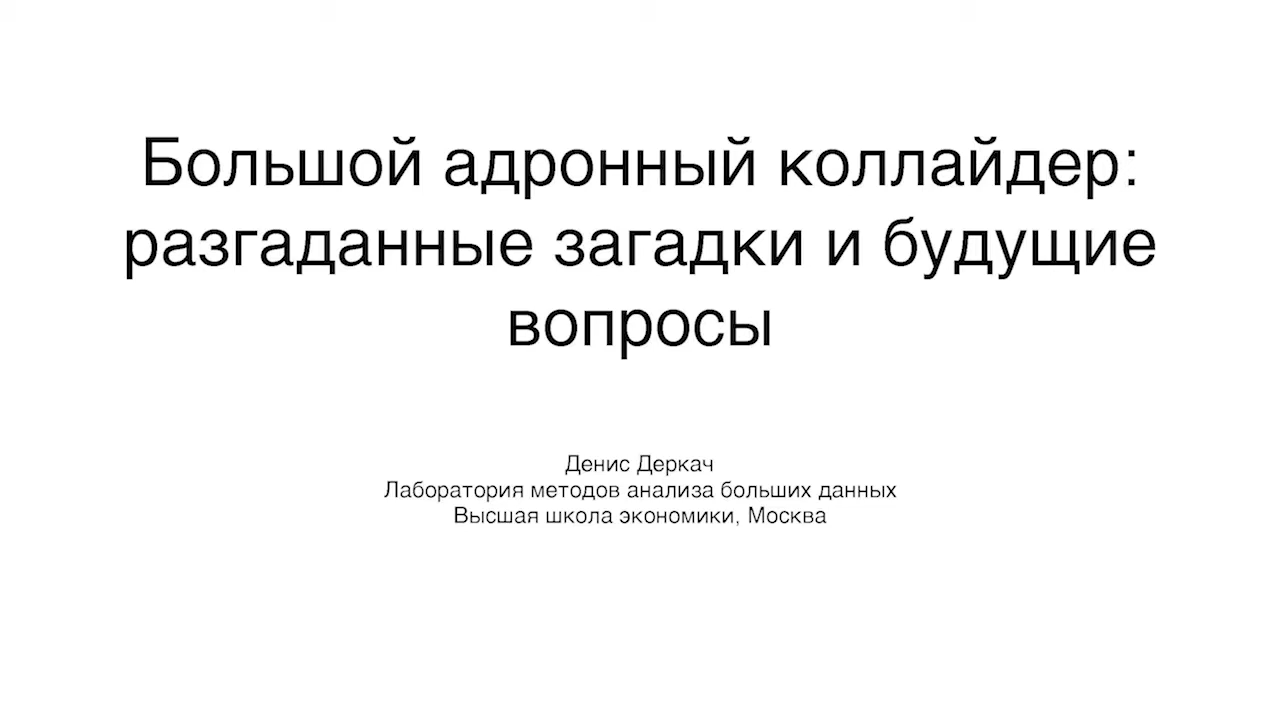 Большой адронный коллайдер:
разгаданные загадки и будущие
вопросы
Денис Деркач
Лаборатория методов анализа больших данных
Высшая школа экономики, Москва